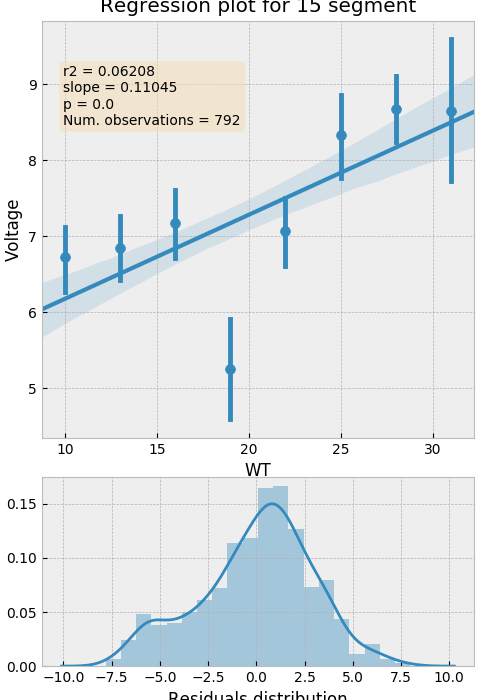 Regression plot for 15 segment
r2 = 0.06208
slope = 0.11045
p = 0.0
Num. observations = 792
Voltage
9
8
7
6
5
10 15 20 25 30
WT
0.15
0.10
0.05
0.00
−10.0 −7.5 −5.0 −2.5 0.0 2.5 5.0 7.5 10.0
Residuals distribution